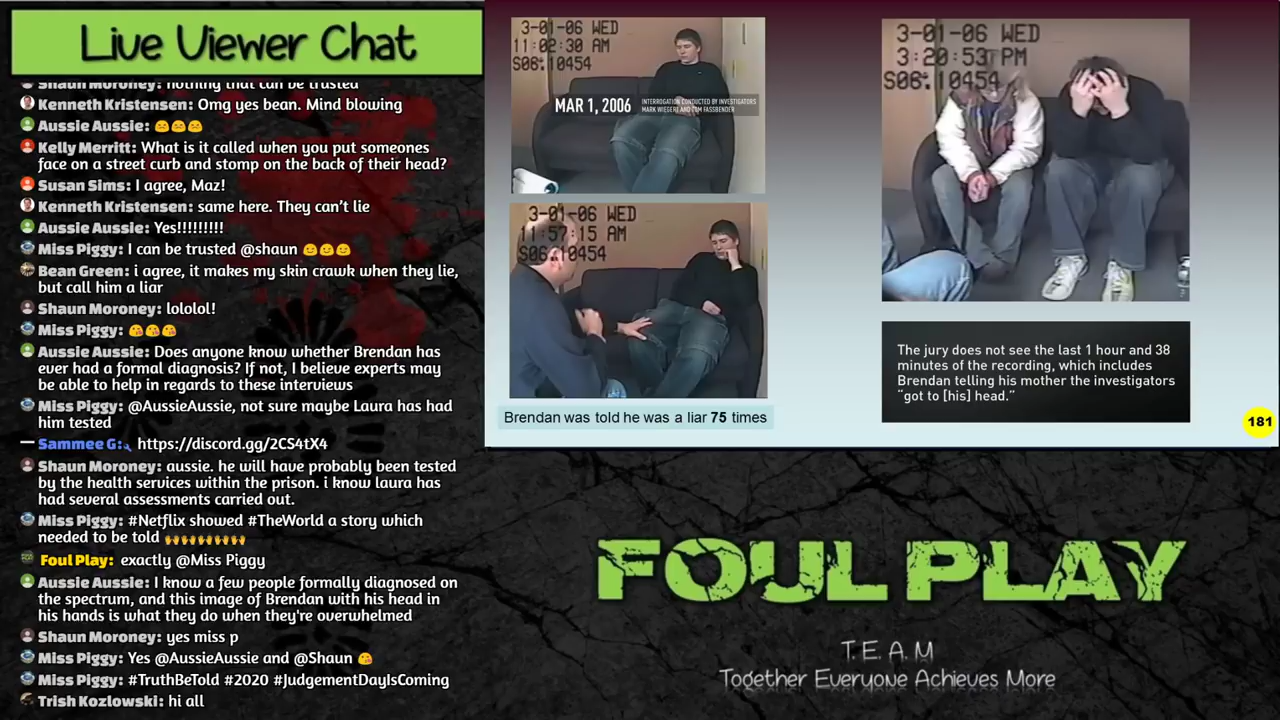 Live Viewer Chat
Shaun Moroney: nothing that can be trusted
Kenneth Kristensen: Omg yes bean. Mind blowing
Aussie Aussie: 🤗🤗🤗
Kelly Merritt: What is it called when you put someones
face on a street curb and stomp on the back of their head?
Susan Sims: I agree, Maz!
Kenneth Kristensen: same here. They can't lie
Aussie Aussie: Yes!!!!!!!!!
Miss Piggy: I can be trusted @shaun 🤗🤗🤗
Bean Green: i agree, it makes my skin crawk when they lie,
but call him a liar
Shaun Moroney: lololol!
Miss Piggy: 😘😘😘
Aussie Aussie: Does anyone know whether Brendan has
ever had a formal diagnosis? If not, I believe experts may
be able to help in regards to these interviews
Miss Piggy: @AussieAussie, not sure maybe Laura has had
him tested
Sammee G: https://discord.gg/2CS4tX4
Shaun Moroney: aussie. he will have probably been tested
by the health services within the prison. i know laura has
had several assessments carried out.
Miss Piggy: #Netflix showed #TheWorld a story which
needed to be told 🙌🙌🙌🙌🙌🙌🙌
Foul Play: exactly @Miss Piggy
Aussie Aussie: I know a few people formally diagnosed on
the spectrum, and this image of Brendan with his head in
his hands is what they do when they're overwhelmed
Shaun Moroney: yes miss p
Miss Piggy: Yes @AussieAussie and @Shaun 😘
Miss Piggy: #TruthBeTold #2020 #JudgementDayIsComing
Trish Kozlowski: hi all
3-01-06 WED
11:02:30 AM
S06.10454
MAR 1, 2006
INTERROGATION CONDUCTED BY INVESTIGATORS
MARK WIEGERT AND TOM FASSBENDER
3-01-06 WED
11:57:15 AM
S06.10454
Brendan was told he was a liar 75 times
3-01-06 WED
3:20:53 PM
S06.10454
The jury does not see the last 1 hour and 38
minutes of the recording, which includes
Brendan telling his mother the investigators
"got to [his] head."
181
FOUL PLAY
T.E.A.M
Together Everyone Achieves More